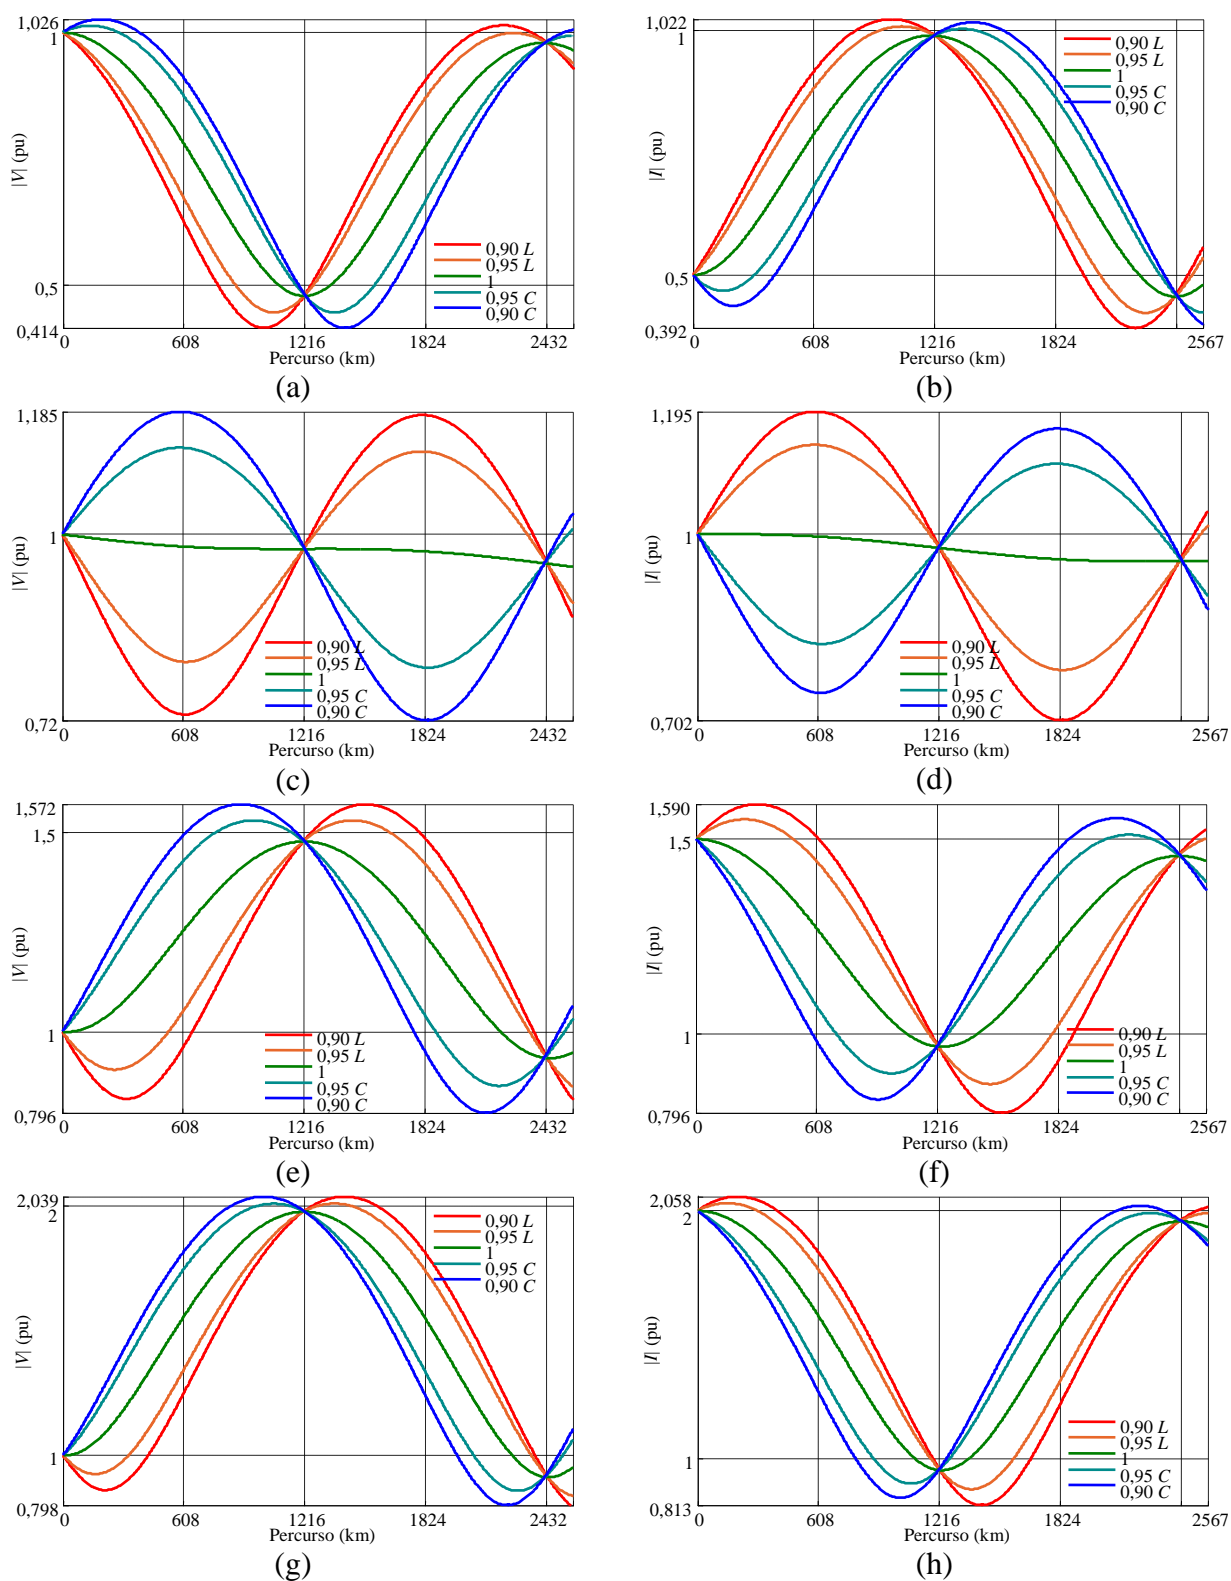 1,026
1
0,5
0,414
|V| (pu)
0,90 L
0,95 L
1
0,95 C
0,90 C
0 608 1216 1824 2432
Percurso (km)
(a)
1,022
1
0,5
0,392
|I| (pu)
0,90 L
0,95 L
1
0,95 C
0,90 C
0 608 1216 1824 2567
Percurso (km)
(b)
1,185
1
0,72
|V| (pu)
0,90 L
0,95 L
1
0,95 C
0,90 C
0 608 1216 1824 2432
Percurso (km)
(c)
1,195
1
0,702
|I| (pu)
0,90 L
0,95 L
1
0,95 C
0,90 C
0 608 1216 1824 2567
Percurso (km)
(d)
1,572
1,5
1
0,796
|V| (pu)
0,90 L
0,95 L
1
0,95 C
0,90 C
0 608 1216 1824 2432
Percurso (km)
(e)
1,590
1,5
1
0,796
|I| (pu)
0,90 L
0,95 L
1
0,95 C
0,90 C
0 608 1216 1824 2567
Percurso (km)
(f)
2,039
2
1
0,798
|V| (pu)
0,90 L
0,95 L
1
0,95 C
0,90 C
0 608 1216 1824 2432
Percurso (km)
(g)
2,058
2
1
0,813
|I| (pu)
0,90 L
0,95 L
1
0,95 C
0,90 C
0 608 1216 1824 2567
Percurso (km)
(h)